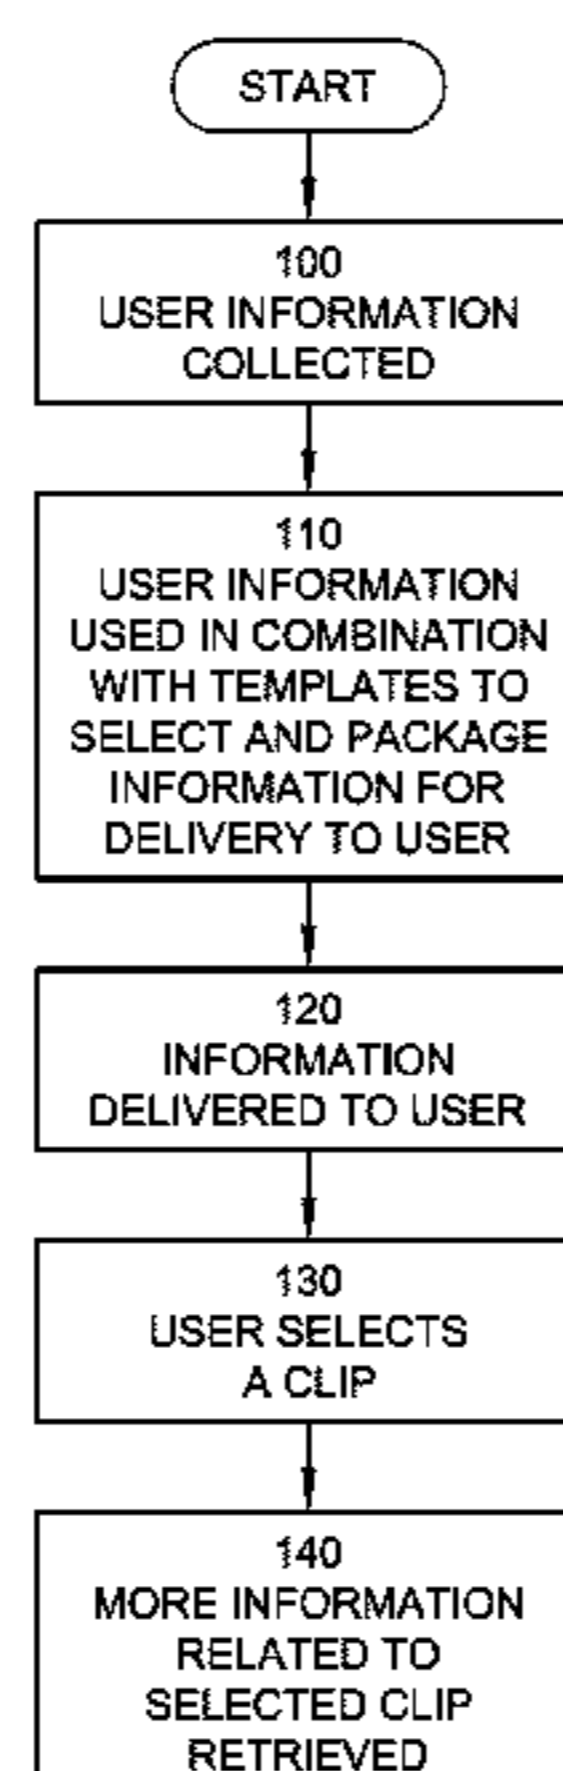 START
100
USER INFORMATION
COLLECTED
110
USER INFORMATION
USED IN COMBINATION
WITH TEMPLATES TO
SELECT AND PACKAGE
INFORMATION FOR
DELIVERY TO USER
120
INFORMATION
DELIVERED TO USER
130
USER SELECTS
A CLIP
140
MORE INFORMATION
RELATED TO
SELECTED CLIP
RETRIEVED